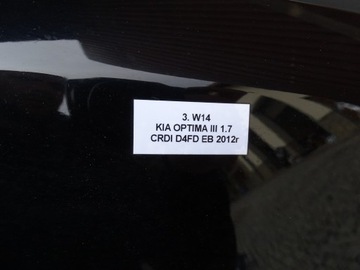 3. W14
KIA OPTIMA III 1.7
CRDI D4FD EB 2012r